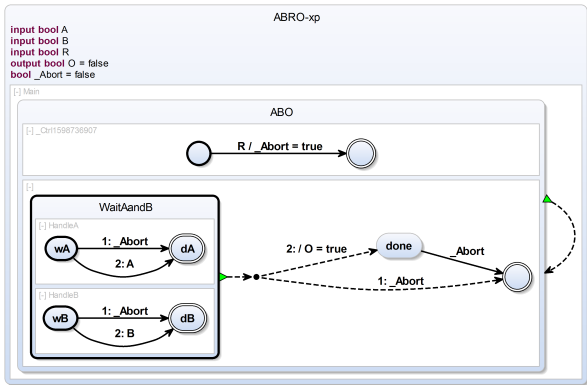 ABRO-xp
input bool A
input bool B
input bool R
output bool O = false
bool _Abort = false
[-] Main
ABO
[-] _Ctrl1598736907
R / _Abort = true
[-]
WaitAandB
[-] HandleA
wA
1: _Abort
dA
2: A
[-] HandleB
wB
1: _Abort
dB
2: B
2: / O = true
done
_Abort
1: _Abort